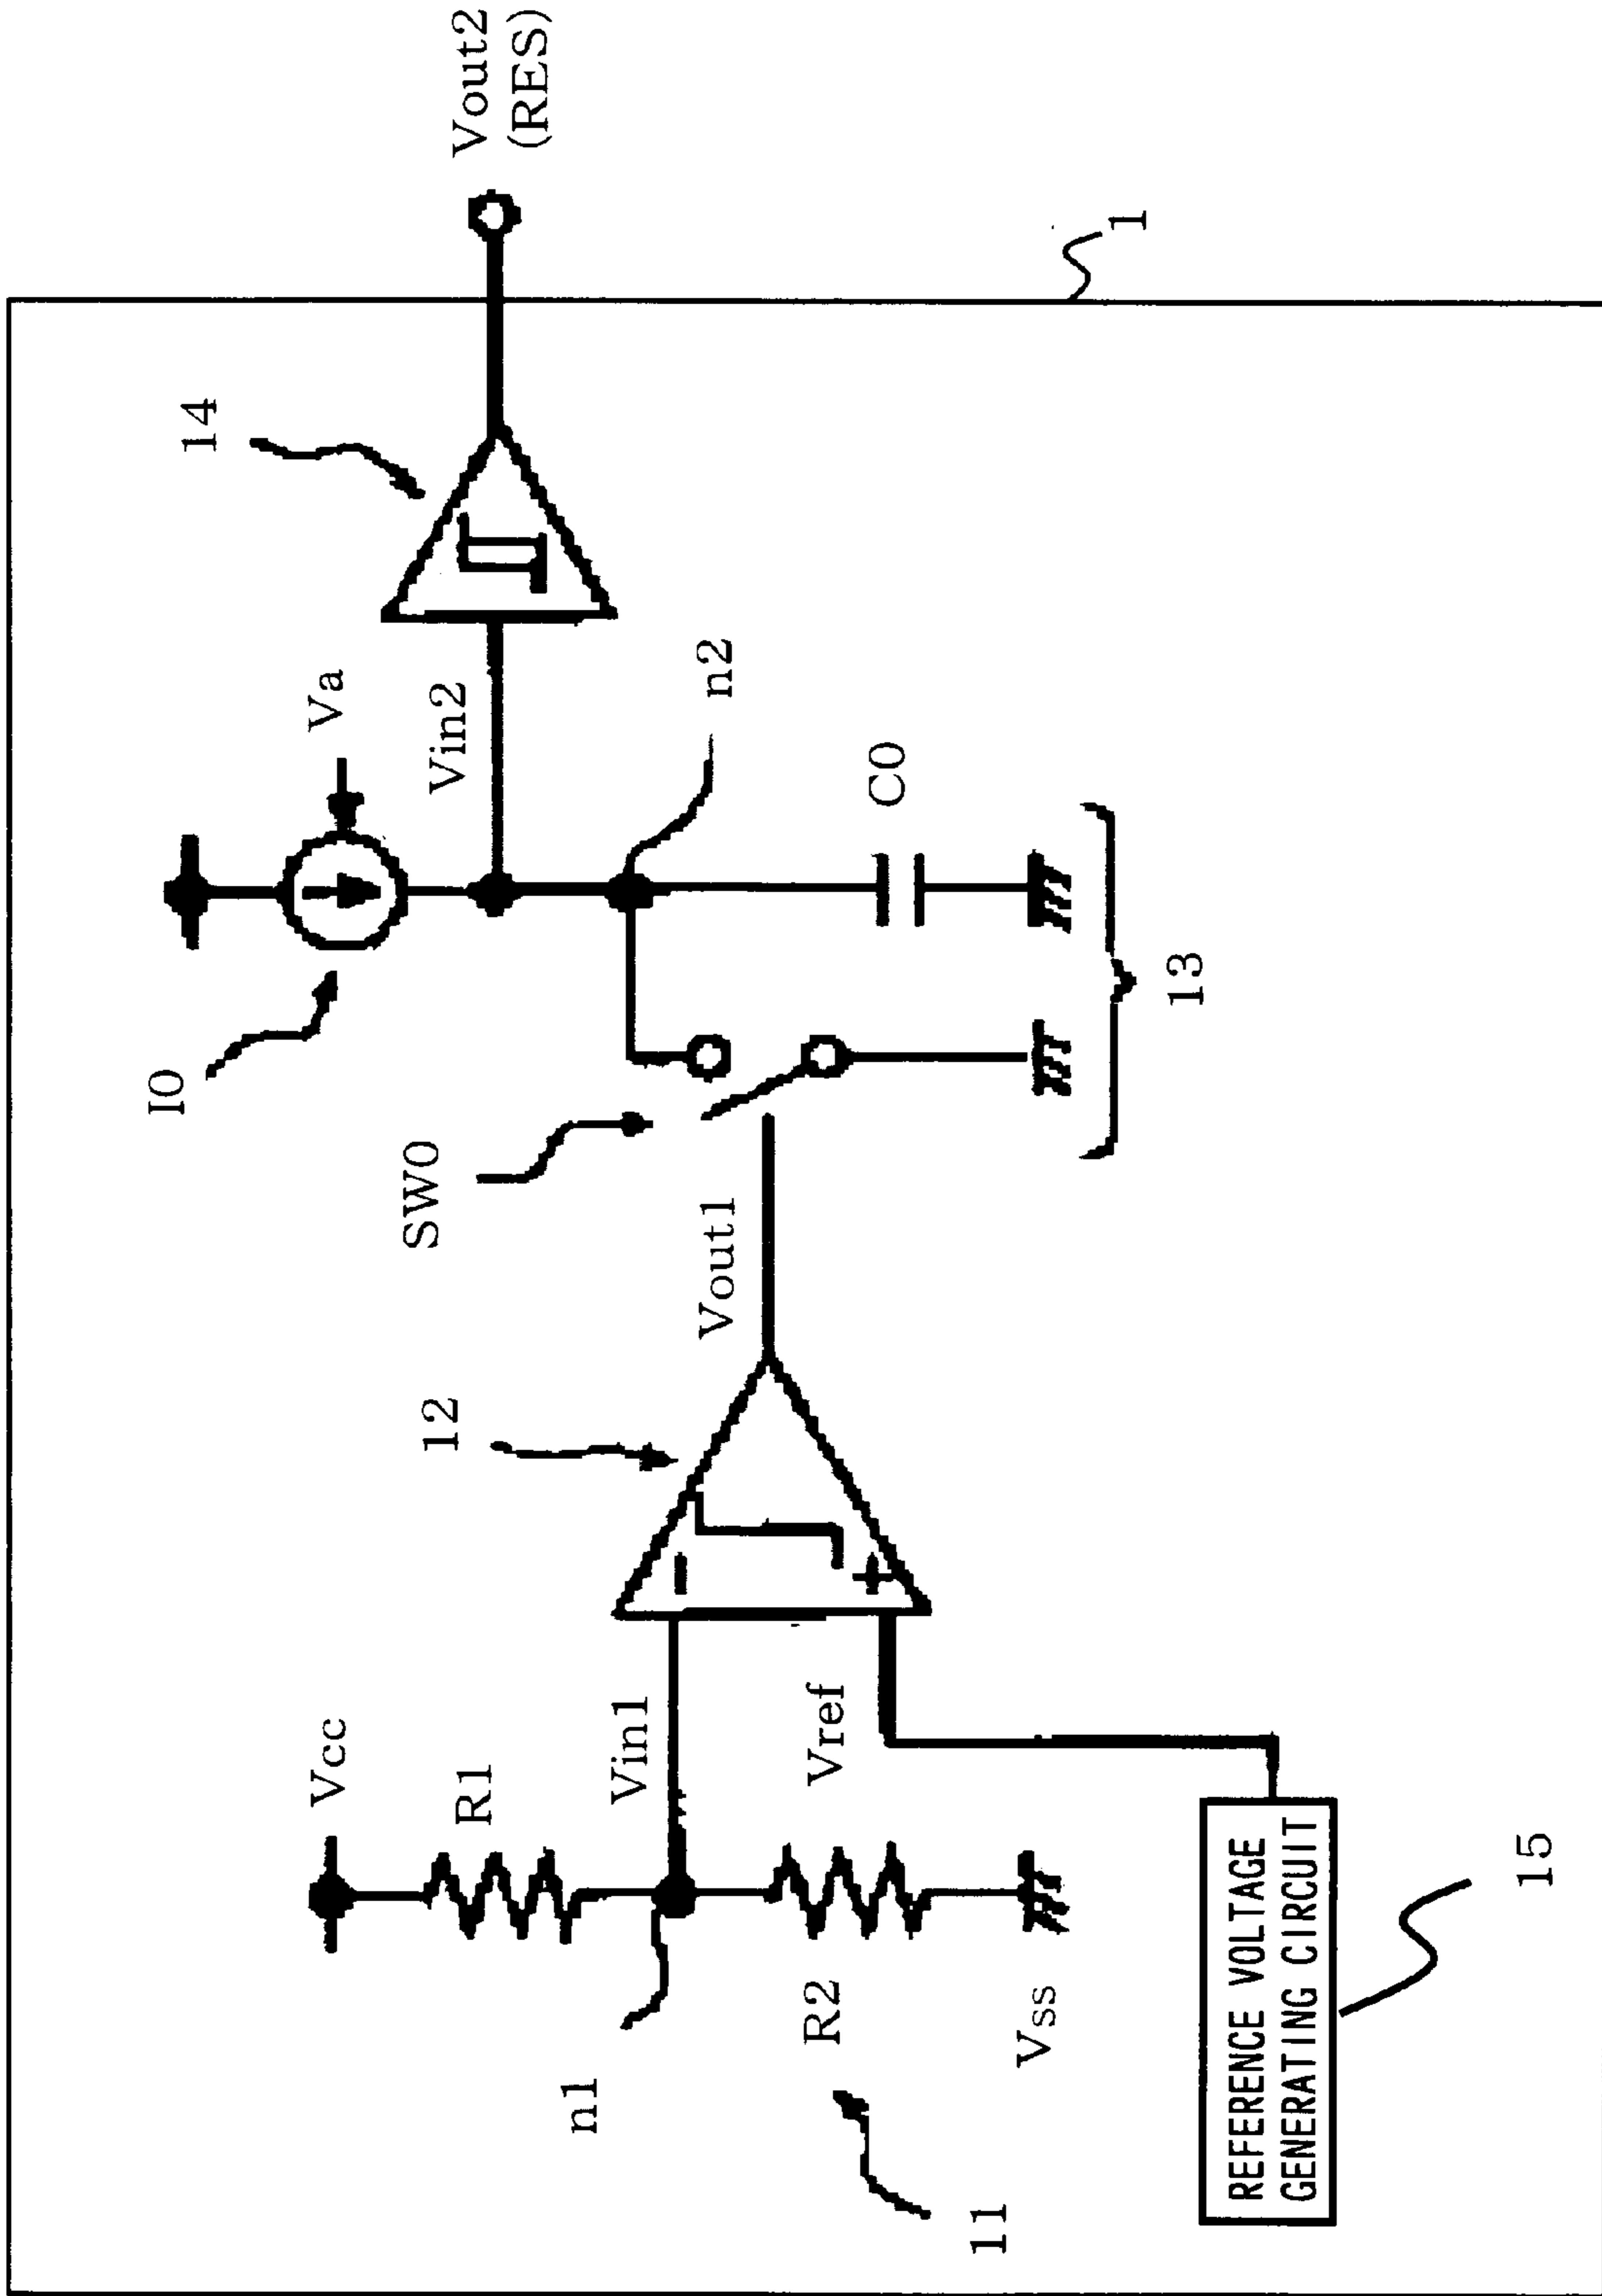 Vout2
(RES)
1
14
Va
Vin2
n2
I0
C0
13
SW0
Vout1
12
Vcc
R1
Vin1
Vref
n1
R2
Vss
11
REFERENCE VOLTAGE
GENERATING CIRCUIT
15
-
+